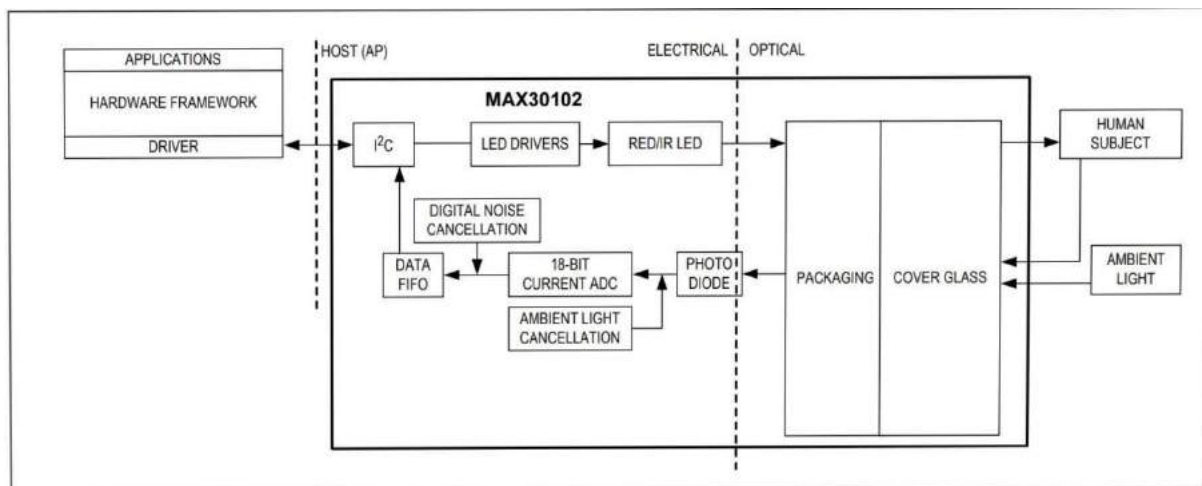 APPLICATIONS
HARDWARE FRAMEWORK
DRIVER
HOST (AP)
ELECTRICAL
OPTICAL
MAX30102
I²C
LED DRIVERS
RED/IR LED
HUMAN
SUBJECT
DIGITAL NOISE
CANCELLATION
DATA
FIFO
18-BIT
CURRENT ADC
PHOTO
DIODE
AMBIENT LIGHT
CANCELLATION
PACKAGING
COVER GLASS
AMBIENT
LIGHT